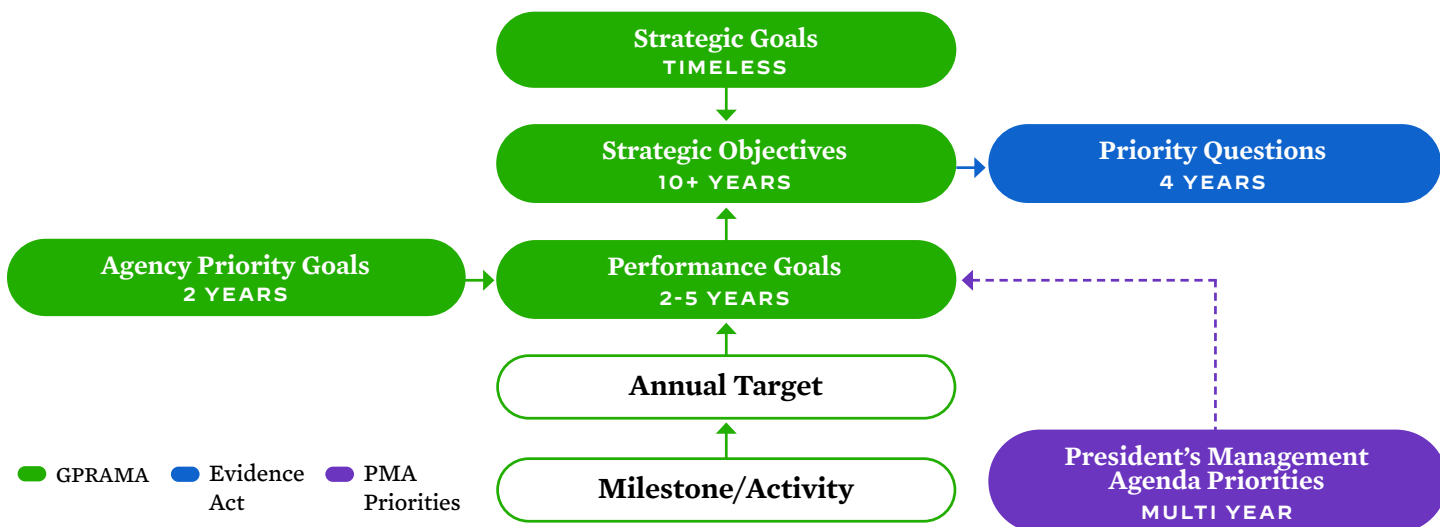 Strategic Goals
TIMELESS
Strategic Objectives
10+ YEARS
Priority Questions
4 YEARS
Agency Priority Goals
2 YEARS
Performance Goals
2-5 YEARS
Annual Target
Milestone/Activity
President’s Management
Agenda Priorities
MULTI YEAR
GPRAMA
Evidence
Act
PMA
Priorities